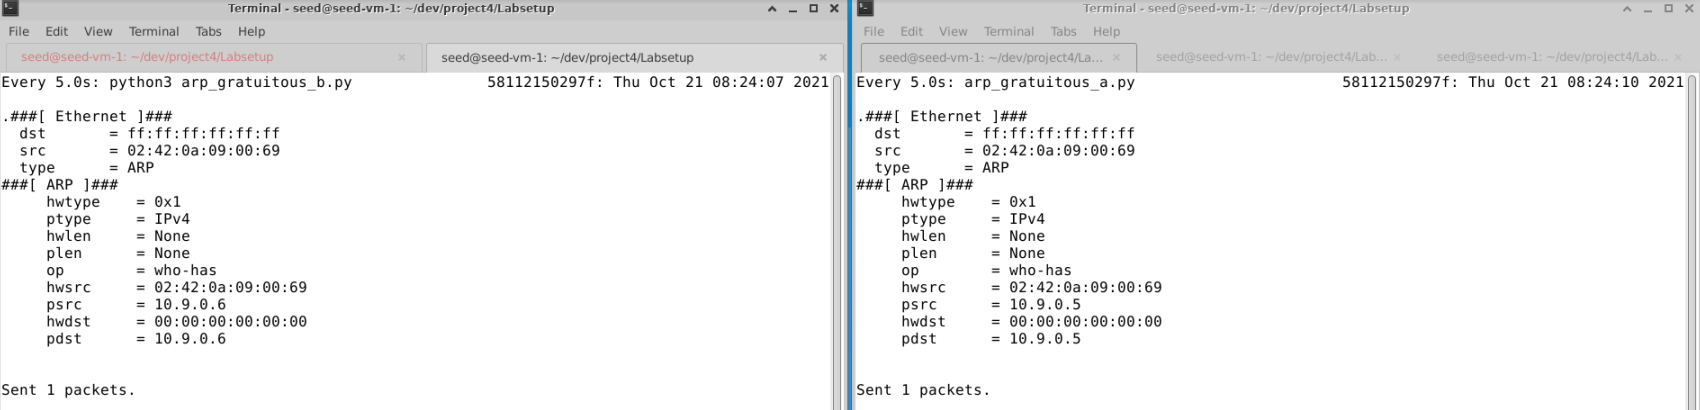 Terminal - seed@seed-vm-1: ~/dev/project4/Labsetup
File Edit View Terminal Tabs Help
seed@seed-vm-1: ~/dev/project4/Labsetup × seed@seed-vm-1: ~/dev/project4/Labsetup ×
Every 5.0s: python3 arp_gratuitous_b.py 58112150297f: Thu Oct 21 08:24:07 2021
.###[ Ethernet ]###
dst = ff:ff:ff:ff:ff:ff
src = 02:42:0a:09:00:69
type = ARP
###[ ARP ]###
hwtype = 0x1
ptype = IPv4
hwlen = None
plen = None
op = who-has
hwsrc = 02:42:0a:09:00:69
psrc = 10.9.0.6
hwdst = 00:00:00:00:00:00
pdst = 10.9.0.6
Sent 1 packets.
Terminal - seed@seed-vm-1: ~/dev/project4/Labsetup
File Edit View Terminal Tabs Help
seed@seed-vm-1: ~/dev/project4/La... × seed@seed-vm-1: ~/dev/project4/Lab... × seed@seed-vm-1: ~/dev/project4/Lab... ×
Every 5.0s: arp_gratuitous_a.py 58112150297f: Thu Oct 21 08:24:10 2021
.###[ Ethernet ]###
dst = ff:ff:ff:ff:ff:ff
src = 02:42:0a:09:00:69
type = ARP
###[ ARP ]###
hwtype = 0x1
ptype = IPv4
hwlen = None
plen = None
op = who-has
hwsrc = 02:42:0a:09:00:69
psrc = 10.9.0.5
hwdst = 00:00:00:00:00:00
pdst = 10.9.0.5
Sent 1 packets.